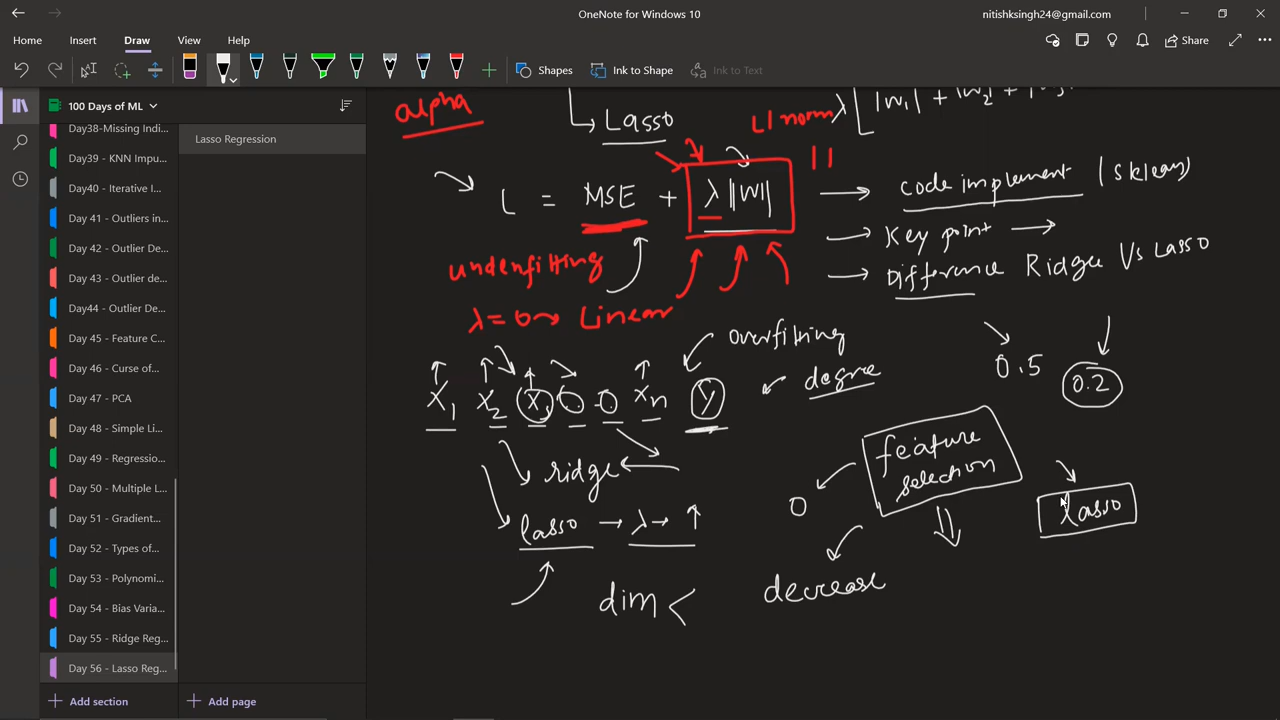 OneNote for Windows 10
nitishksingh24@gmail.com
Home Insert Draw View Help
Share
Shapes
Ink to Shape
Ink to Text
100 Days of ML
Day38-Missing Indi...
Day39 - KNN Impu...
Day40 - Iterative I...
Day 41 - Outliers in...
Day 42 - Outlier De...
Day 43 - Outlier de...
Day44 - Outlier De...
Day 45 - Feature C...
Day 46 - Curse of...
Day 47 - PCA
Day 48 - Simple Li...
Day 49 - Regressio...
Day 50 - Multiple L...
Day 51 - Gradient...
Day 52 - Types of...
Day 53 - Polynomi...
Day 54 - Bias Varia...
Day 55 - Ridge Reg...
Day 56 - Lasso Reg...
Add section
Lasso Regression
Add page
alpha
Lasso
L1 norm
λ[|W1| + |W2| +
L = MSE + λ||W||
||
code implement (Sklearn)
Key point
Difference Ridge Vs Lasso
underfitting
λ=0→ Linear
overfitting
degree
0.5
0.2
X1 X2 X3 0 0 Xn y
ridge
feature
selection
0
lasso → λ→ ↑
lasso
dim <
decrease